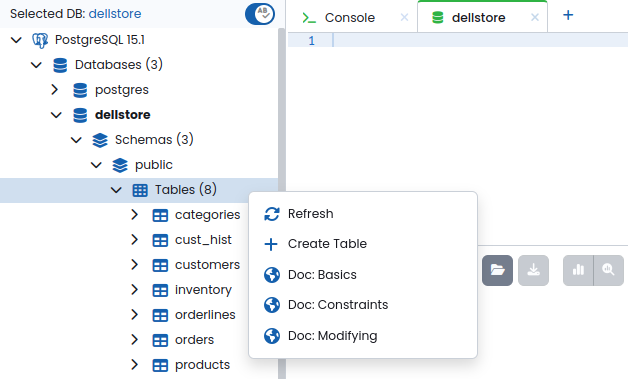 Selected DB: dellstore
PostgreSQL 15.1
Databases (3)
postgres
dellstore
Schemas (3)
public
Tables (8)
categories
cust_hist
customers
inventory
orderlines
orders
products
Console
dellstore
1
Refresh
Create Table
Doc: Basics
Doc: Constraints
Doc: Modifying